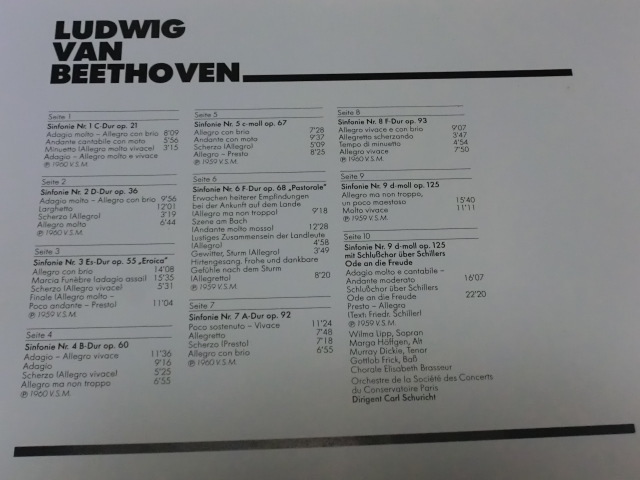 LUDWIG
VAN
BEETHOVEN
Seite 1
Sinfonie Nr. 1 C-Dur op. 21
Adagio molto – Allegro con brio 8'09
Andante cantabile con moto 5'56
Minuetto (Allegro molto vivace) 3'15
Adagio – Allegro molto e vivace
℗ 1960 V.S.M.
Seite 2
Sinfonie Nr. 2 D-Dur op. 36
Adagio molto – Allegro con brio 9'56
Larghetto 12'01
Scherzo (Allegro) 3'19
Allegro molto 6'44
Seite 3
Sinfonie Nr. 3 Es-Dur op. 55 „Eroica"
Allegro con brio 14'08
Marcia Funèbre (adagio assai) 15'35
Scherzo (Allegro vivace) 5'31
Finale (Allegro molto –
Poco andante – Presto) 11'04
℗ 1959 V.S.M.
Seite 4
Sinfonie Nr. 4 B-Dur op. 60
Adagio – Allegro vivace 11'36
Adagio 9'16
Scherzo (Allegro vivace) 5'25
Allegro ma non troppo 6'55
℗ 1960 V.S.M.
Seite 5
Sinfonie Nr. 5 c-moll op. 67
Allegro con brio 7'28
Andante con moto 9'37
Scherzo (Allegro) 5'09
Allegro – Presto 8'25
℗ 1959 V.S.M.
Seite 6
Sinfonie Nr. 6 F-Dur op. 68 „Pastorale"
Erwachen heiterer Empfindungen
bei der Ankunft auf dem Lande
(Allegro ma non troppo) 9'18
Szene am Bach
(Andante molto mosso) 12'28
Lustiges Zusammensein der Landleute
(Allegro) 4'58
Gewitter, Sturm (Allegro) 3'49
Hirtengesang. Frohe und dankbare
Gefühle nach dem Sturm
(Allegretto) 8'20
℗ 1959 V.S.M.
Seite 7
Sinfonie Nr. 7 A-Dur op. 92
Poco sostenuto – Vivace 11'24
Allegretto 7'48
Scherzo (Presto) 7'18
Allegro con brio 6'55
℗ 1960 V.S.M.
Seite 8
Sinfonie Nr. 8 F-Dur op. 93
Allegro vivace e con brio 9'07
Allegretto scherzando 3'47
Tempo di minuetto 4'54
Allegro vivace 7'50
℗ 1960 V.S.M.
Seite 9
Sinfonie Nr. 9 d-moll op. 125
Allegro ma non troppo,
un poco maestoso 15'40
Molto vivace 11'11
℗ 1959 V.S.M.
Seite 10
Sinfonie Nr. 9 d-moll op. 125
mit Schlußchor über Schillers
Ode an die Freude
Adagio molto e cantabile –
Andante moderato 16'07
Schlußchor über Schillers
Ode an die Freude 22'20
Presto – Allegro
(Text: Friedr. Schiller)
℗ 1959 V.S.M.
Wilma Lipp, Sopran
Marga Höffgen, Alt
Murray Dickie, Tenor
Gottlob Frick, Baß
Chorale Elisabeth Brasseur
Orchestre de la Société des Concerts
du Conservatoire Paris
Dirigent Carl Schuricht